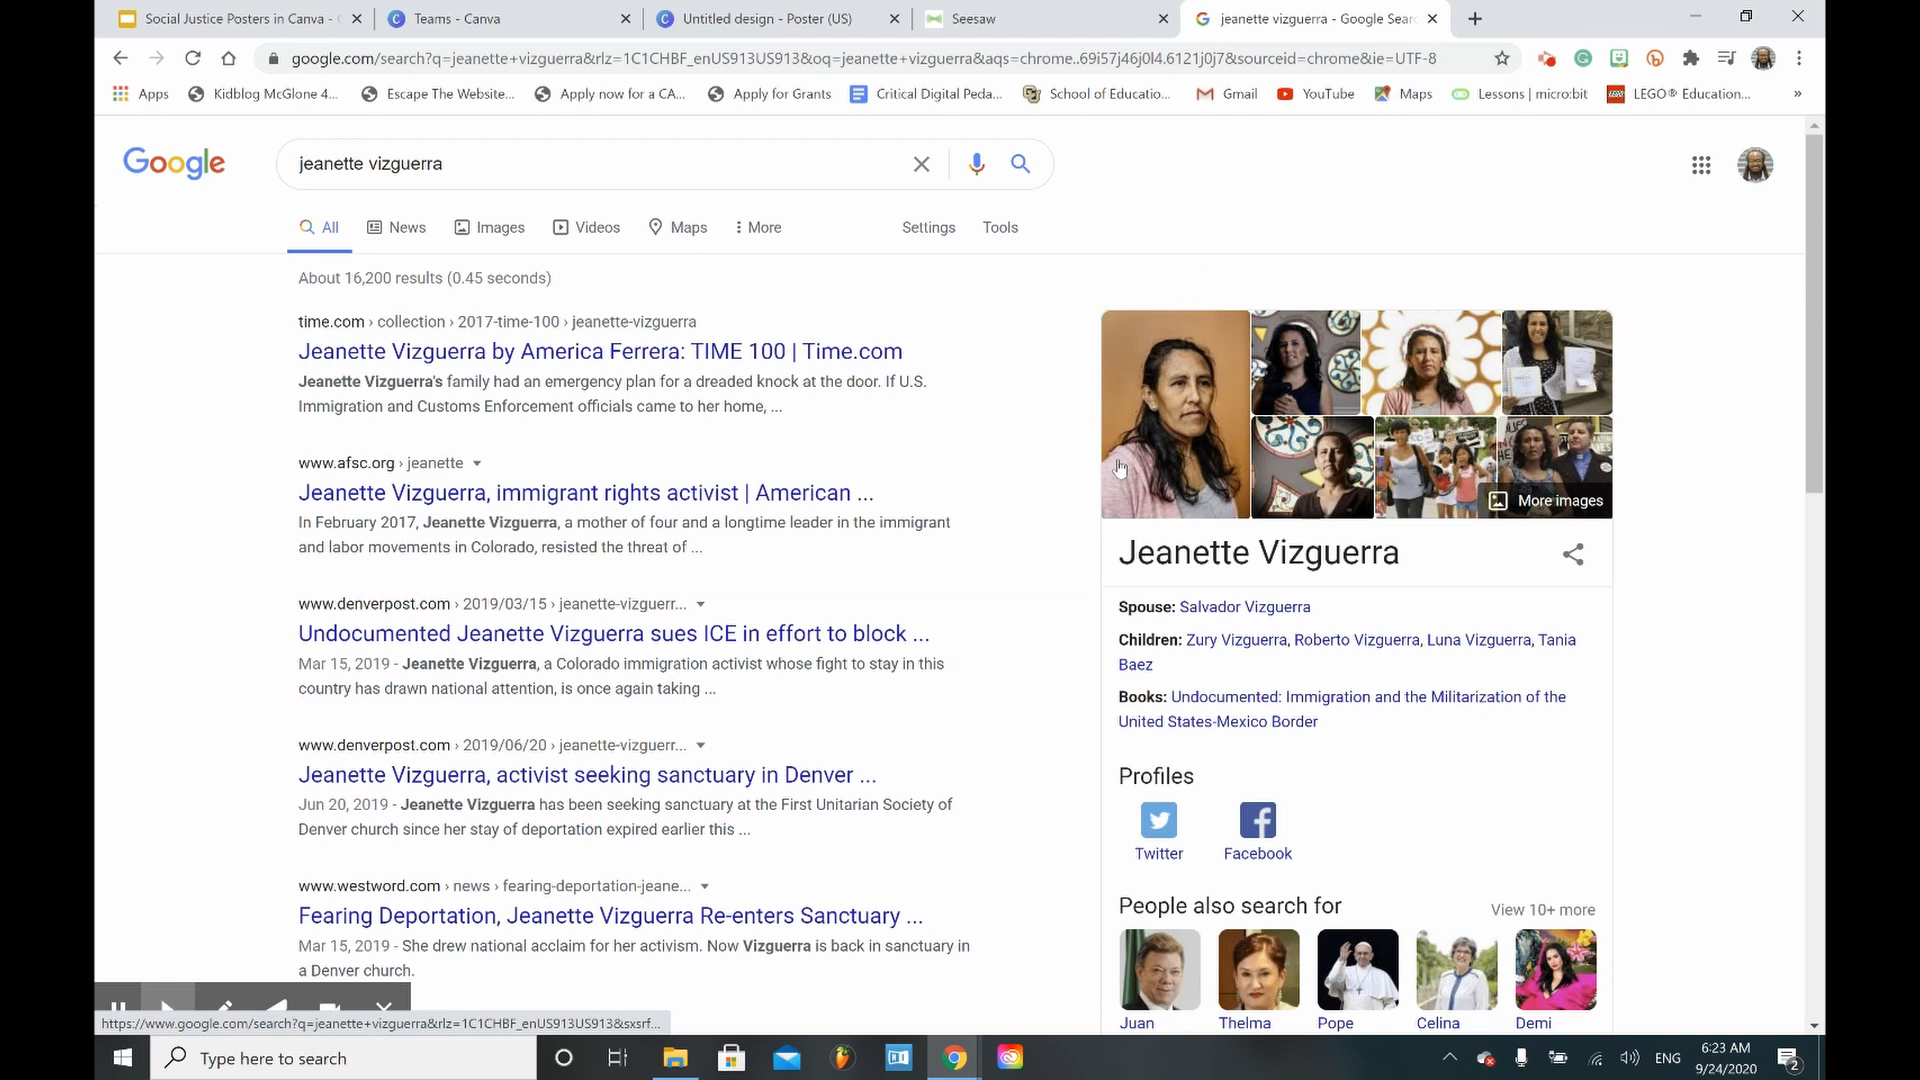 Social Justice Posters in Canva -
Teams - Canva
Untitled design - Poster (US)
Seesaw
jeanette vizguerra - Google Sear
google.com/search?q=jeanette+vizguerra&rlz=1C1CHBF_enUS913US913&oq=jeanette+vizguerra&aqs=chrome..69i57j46j0l4.6121j0j7&sourceid=chrome&ie=UTF-8
Apps
Kidblog McGlone 4...
Escape The Website...
Apply now for a CA...
Apply for Grants
Critical Digital Peda...
School of Educatio...
Gmail
YouTube
Maps
Lessons | micro:bit
LEGO® Education...
»
Google
jeanette vizguerra
All
News
Images
Videos
Maps
More
Settings
Tools
About 16,200 results (0.45 seconds)
time.com › collection › 2017-time-100 › jeanette-vizguerra
Jeanette Vizguerra by America Ferrera: TIME 100 | Time.com
Jeanette Vizguerra's family had an emergency plan for a dreaded knock at the door. If U.S.
Immigration and Customs Enforcement officials came to her home, ...
www.afsc.org › jeanette
Jeanette Vizguerra, immigrant rights activist | American ...
In February 2017, Jeanette Vizguerra, a mother of four and a longtime leader in the immigrant
and labor movements in Colorado, resisted the threat of ...
www.denverpost.com › 2019/03/15 › jeanette-vizguerr...
Undocumented Jeanette Vizguerra sues ICE in effort to block ...
Mar 15, 2019 - Jeanette Vizguerra, a Colorado immigration activist whose fight to stay in this
country has drawn national attention, is once again taking ...
www.denverpost.com › 2019/06/20 › jeanette-vizguerr...
Jeanette Vizguerra, activist seeking sanctuary in Denver ...
Jun 20, 2019 - Jeanette Vizguerra has been seeking sanctuary at the First Unitarian Society of
Denver church since her stay of deportation expired earlier this ...
www.westword.com › news › fearing-deportation-jeane...
Fearing Deportation, Jeanette Vizguerra Re-enters Sanctuary ...
Mar 15, 2019 - She drew national acclaim for her activism. Now Vizguerra is back in sanctuary in
a Denver church.
More images
Jeanette Vizguerra
Spouse: Salvador Vizguerra
Children: Zury Vizguerra, Roberto Vizguerra, Luna Vizguerra, Tania
Baez
Books: Undocumented: Immigration and the Militarization of the
United States-Mexico Border
Profiles
Twitter
Facebook
People also search for
View 10+ more
Juan
Thelma
Pope
Celina
Demi
https://www.google.com/search?q=jeanette+vizguerra&rlz=1C1CHBF_enUS913US913&sxsrf...
Type here to search
ENG
6:23 AM
9/24/2020
2